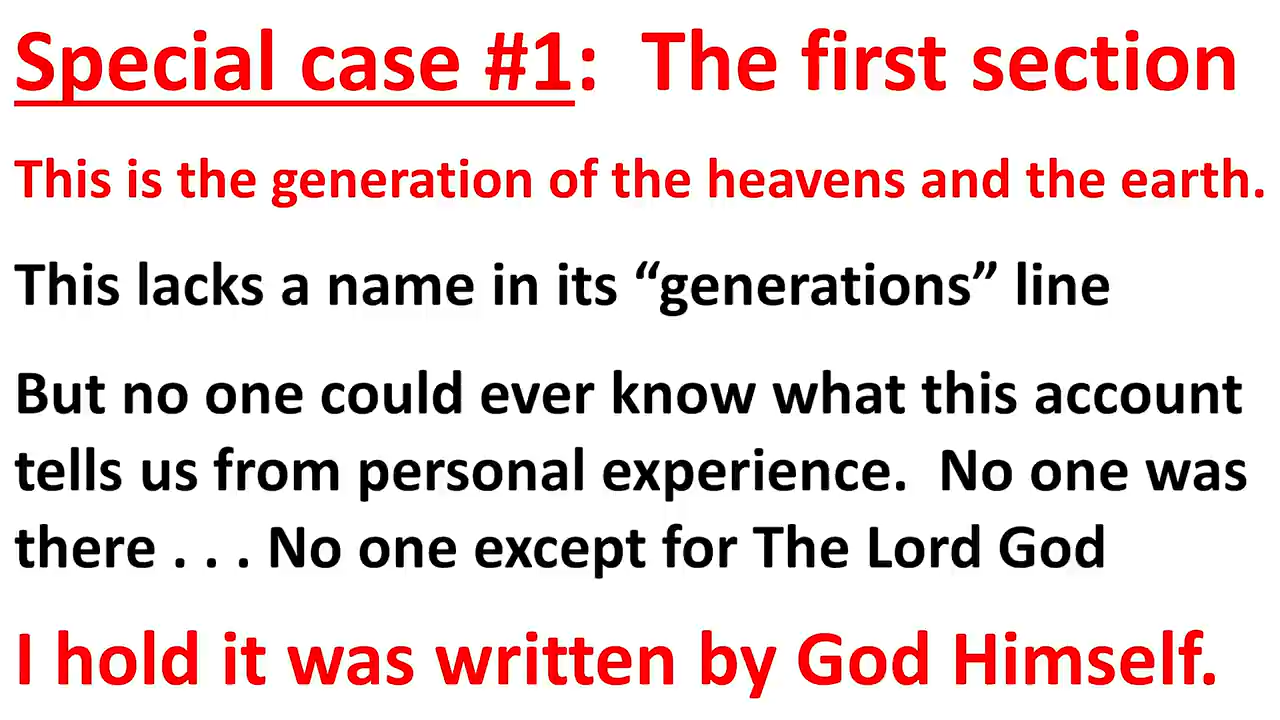 Special case #1:  The first section
This is the generation of the heavens and the earth.
This lacks a name in its “generations” line
But no one could ever know what this account
tells us from personal experience.  No one was
there . . . No one except for The Lord God
I hold it was written by God Himself.